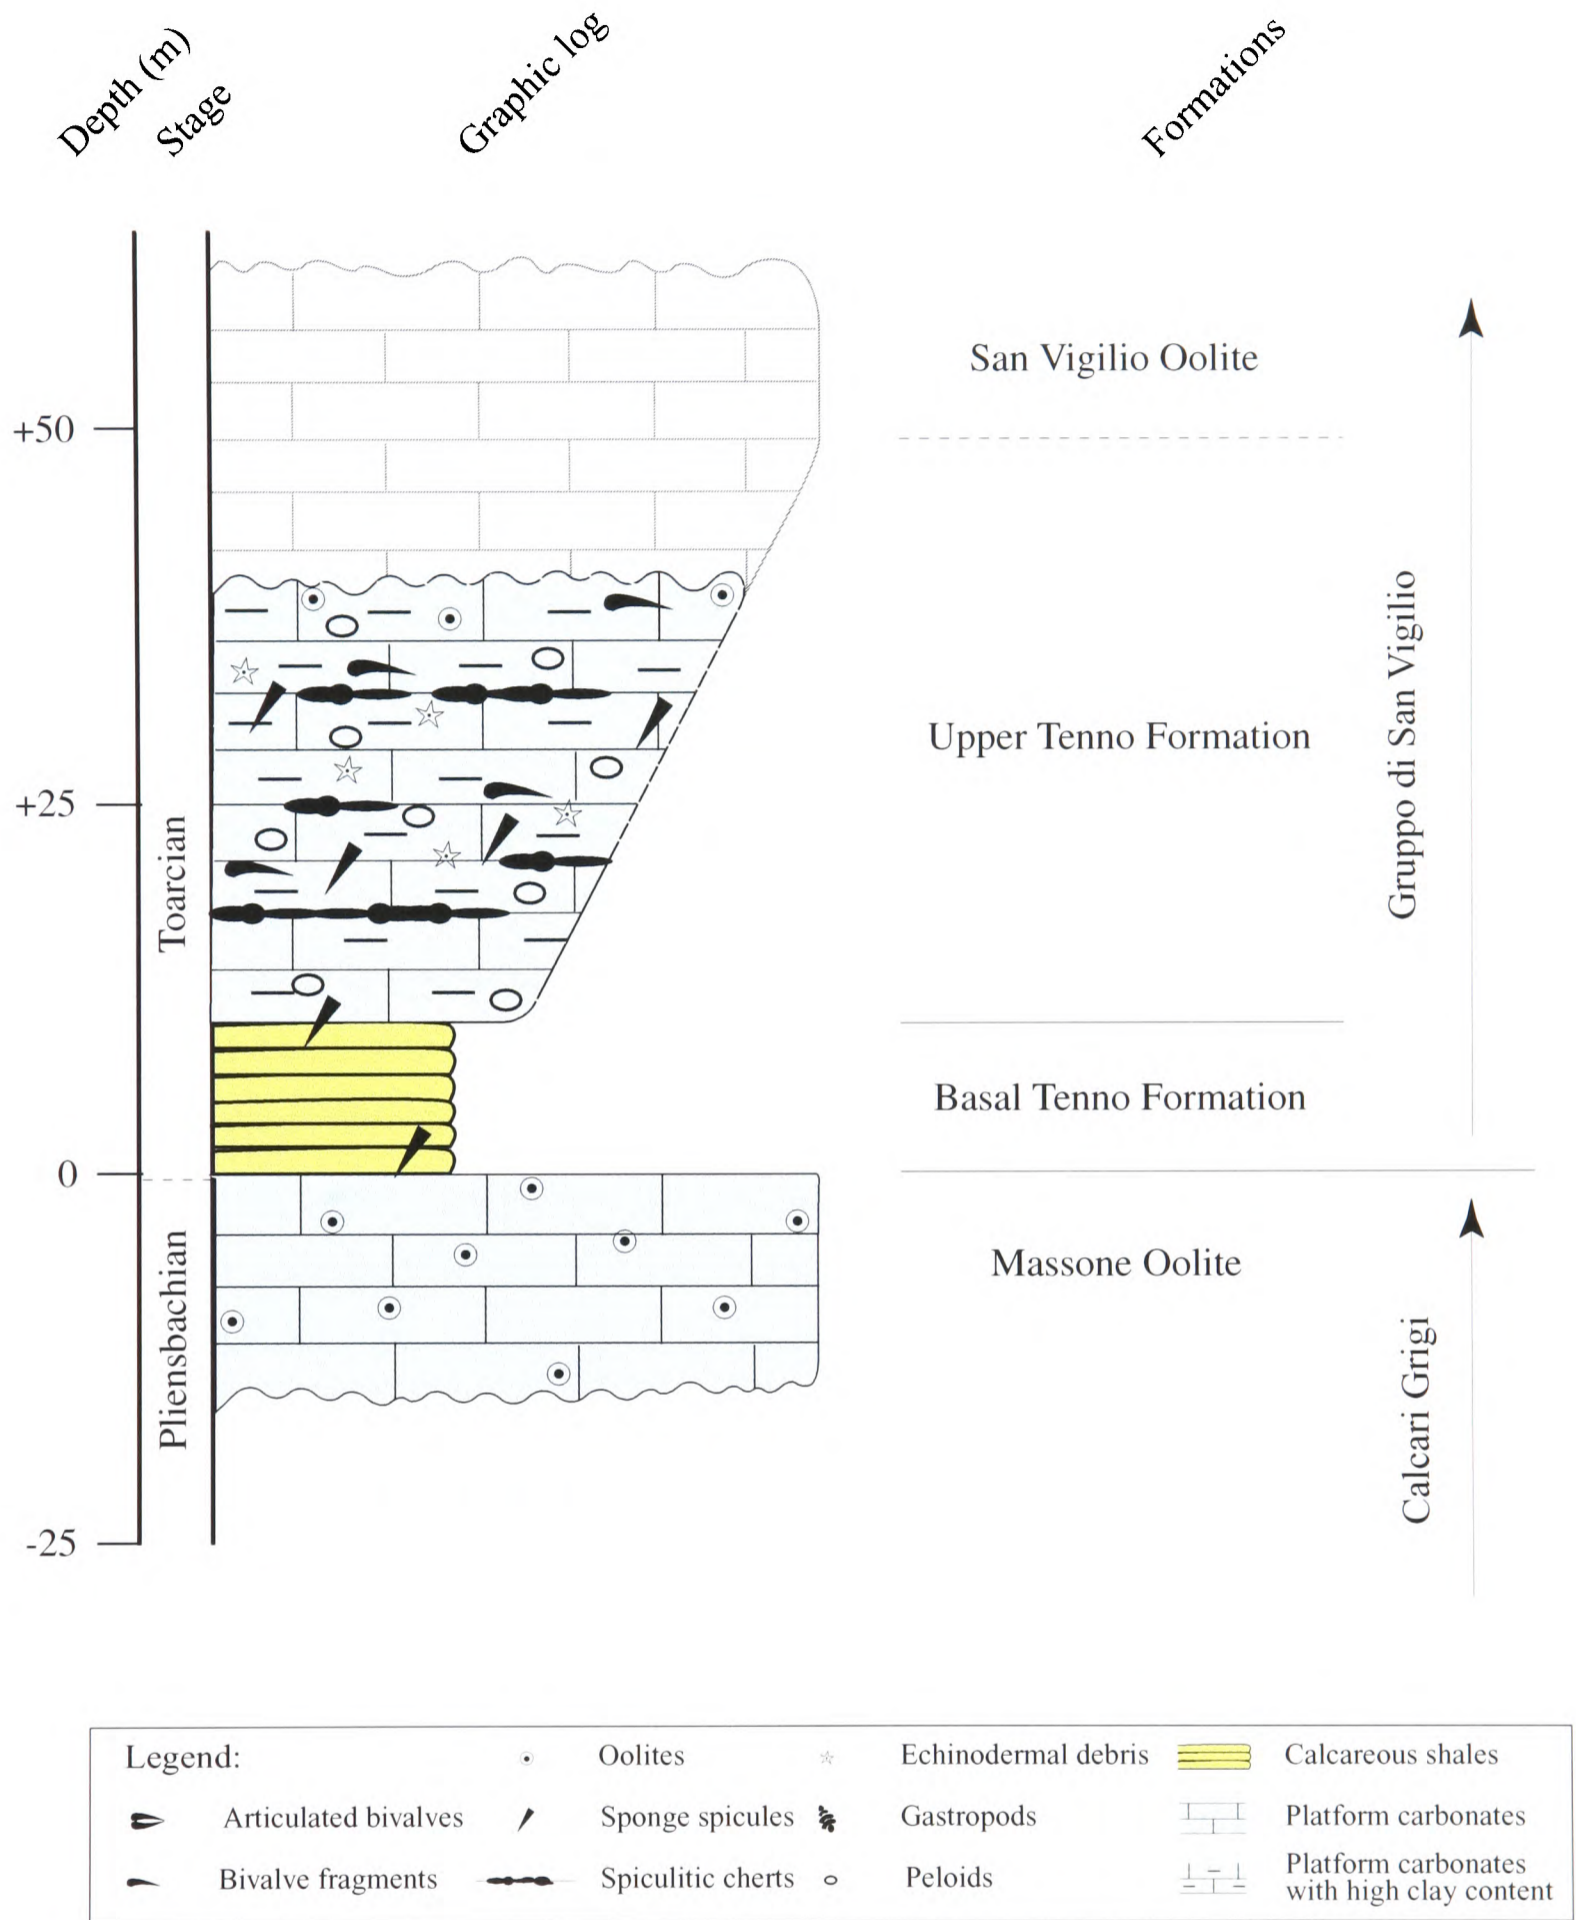 Depth (m)
Stage
Graphic log
Formations
San Vigilio Oolite
+50
Gruppo di San Vigilio
Upper Tenno Formation
+25
Toarcian
Basal Tenno Formation
0
Massone Oolite
Pliensbachian
Calcari Grigi
-25
Legend:
Oolites
Echinodermal debris
Calcareous shales
Articulated bivalves
Sponge spicules
Gastropods
Platform carbonates
Bivalve fragments
Spiculitic cherts
Peloids
Platform carbonates
with high clay content